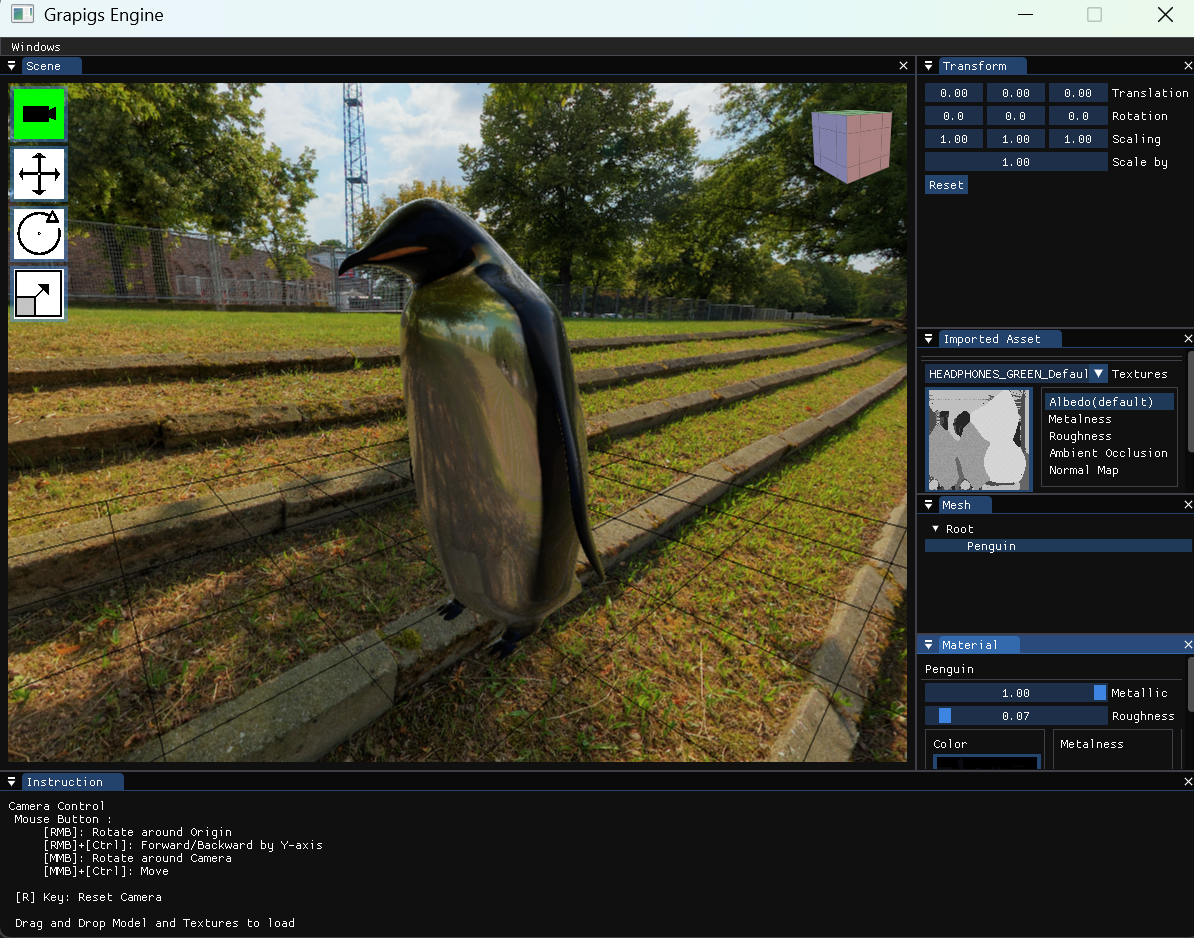 Grapigs Engine
Windows
Scene
Transform
0.00 0.00 0.00 Translation
0.0 0.0 0.0 Rotation
1.00 1.00 1.00 Scaling
1.00 Scale by
Reset
Imported Asset
HEADPHONES_GREEN_Defaul Textures
Albedo(default)
Metalness
Roughness
Ambient Occlusion
Normal Map
Mesh
Root
Penguin
Material
Penguin
1.00 Metallic
0.07 Roughness
Color Metalness
Instruction
Camera Control
Mouse Button :
[RMB]: Rotate around Origin
[RMB]+[Ctrl]: Forward/Backward by Y-axis
[MMB]: Rotate around Camera
[MMB]+[Ctrl]: Move
[R] Key: Reset Camera
Drag and Drop Model and Textures to load